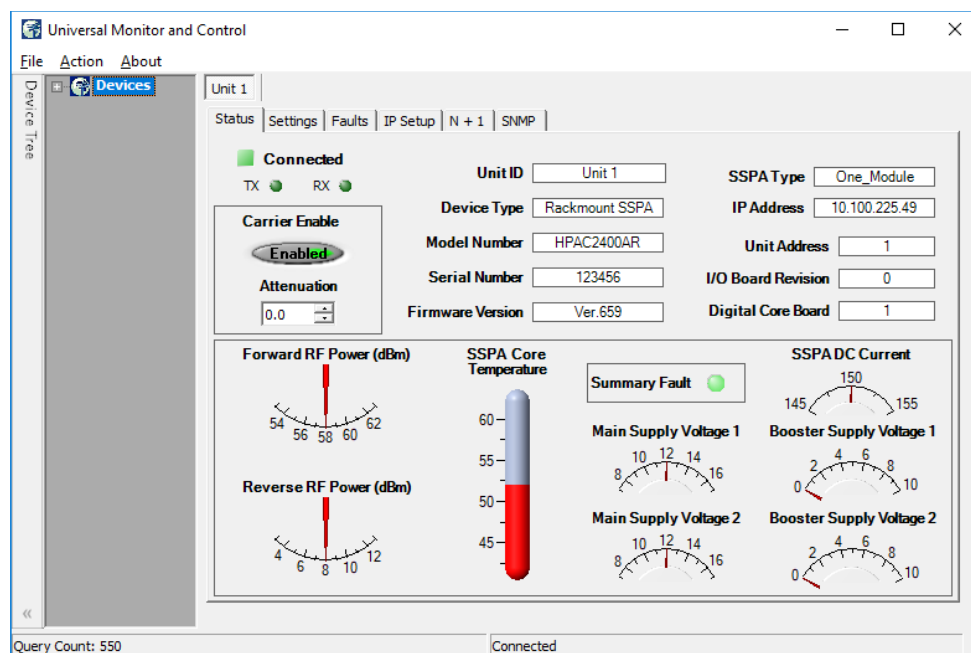 Universal Monitor and Control
File Action About
Device Tree
Devices
Unit 1
Status Settings Faults IP Setup N + 1 SNMP
Connected
TX RX
Carrier Enable
Enabled
Attenuation
0.0
Unit ID Unit 1
Device Type Rackmount SSPA
Model Number HPAC2400AR
Serial Number 123456
Firmware Version Ver.659
SSPA Type One_Module
IP Address 10.100.225.49
Unit Address 1
I/O Board Revision 0
Digital Core Board 1
Forward RF Power (dBm)
54 56 58 60 62
Reverse RF Power (dBm)
4 6 8 10 12
SSPA Core
Temperature
60
55
50
45
Summary Fault
Main Supply Voltage 1
8 10 12 14 16
Main Supply Voltage 2
8 10 12 14 16
SSPA DC Current
145 150 155
Booster Supply Voltage 1
0 2 4 6 8 10
Booster Supply Voltage 2
0 2 4 6 8 10
«
Query Count: 550
Connected